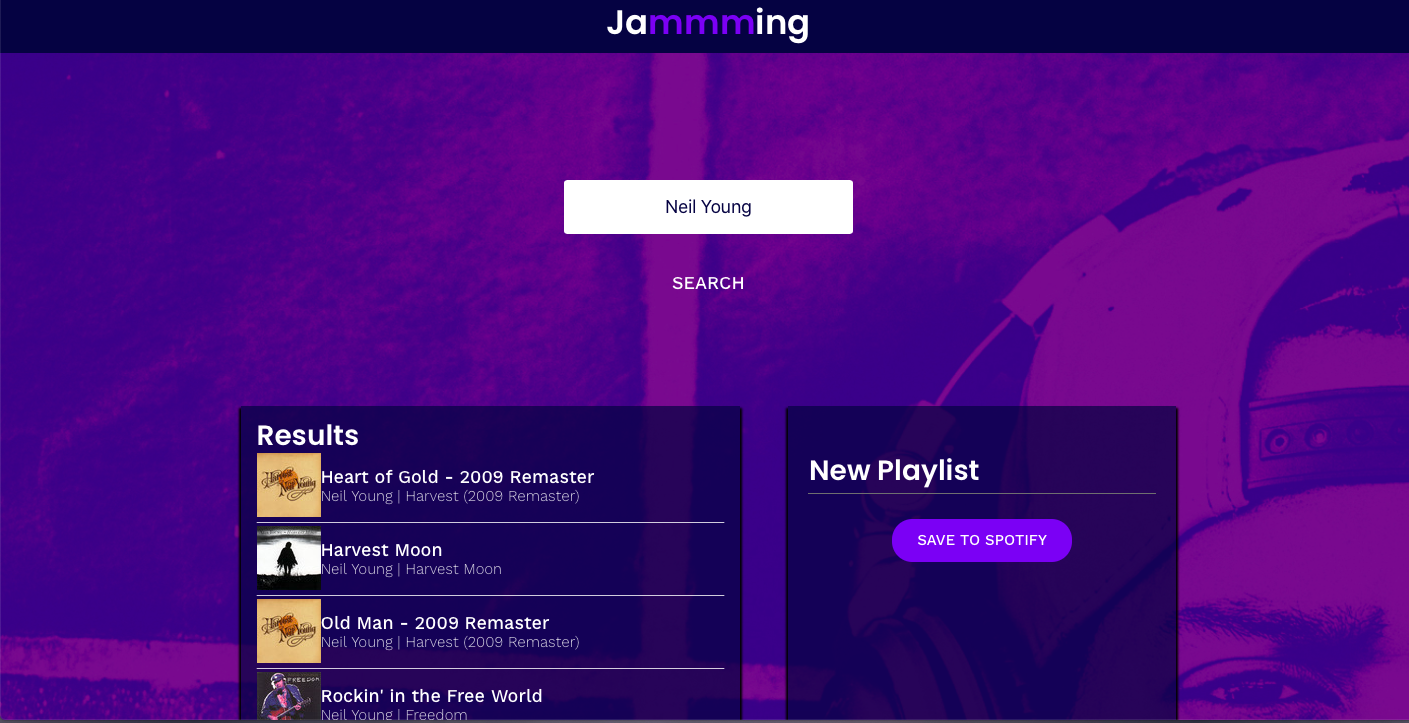 Jammming
Neil Young
SEARCH
Results
Heart of Gold - 2009 Remaster
Neil Young | Harvest (2009 Remaster)
Harvest Moon
Neil Young | Harvest Moon
Old Man - 2009 Remaster
Neil Young | Harvest (2009 Remaster)
Rockin' in the Free World
Neil Young | Freedom
New Playlist
SAVE TO SPOTIFY
Harvest
Neil Young
Harvest
Neil Young
FREEDOM